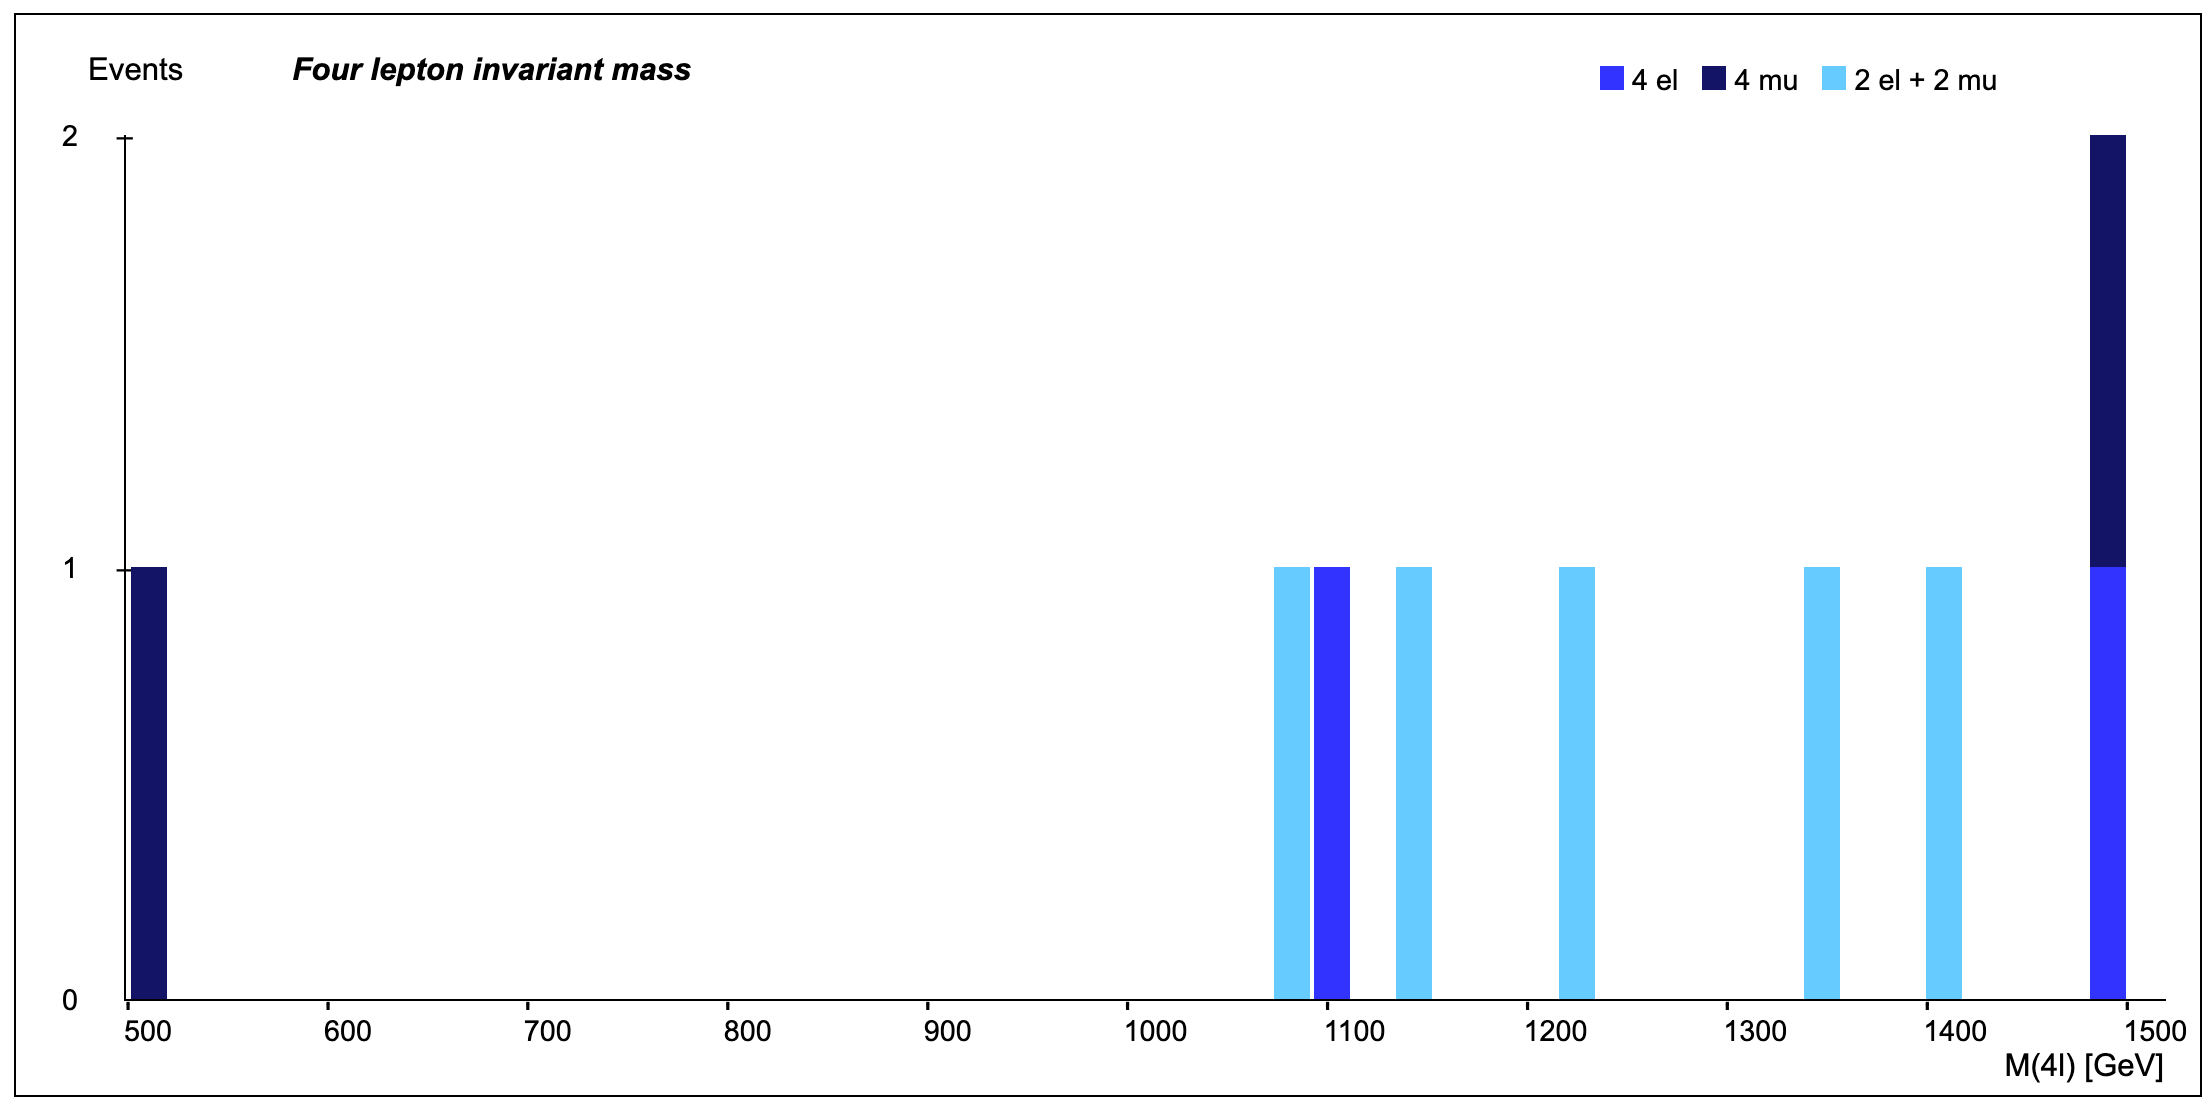 Events
Four lepton invariant mass
4 el 4 mu 2 el + 2 mu
2
1
0
500 600 700 800 900 1000 1100 1200 1300 1400 1500
M(4l) [GeV]